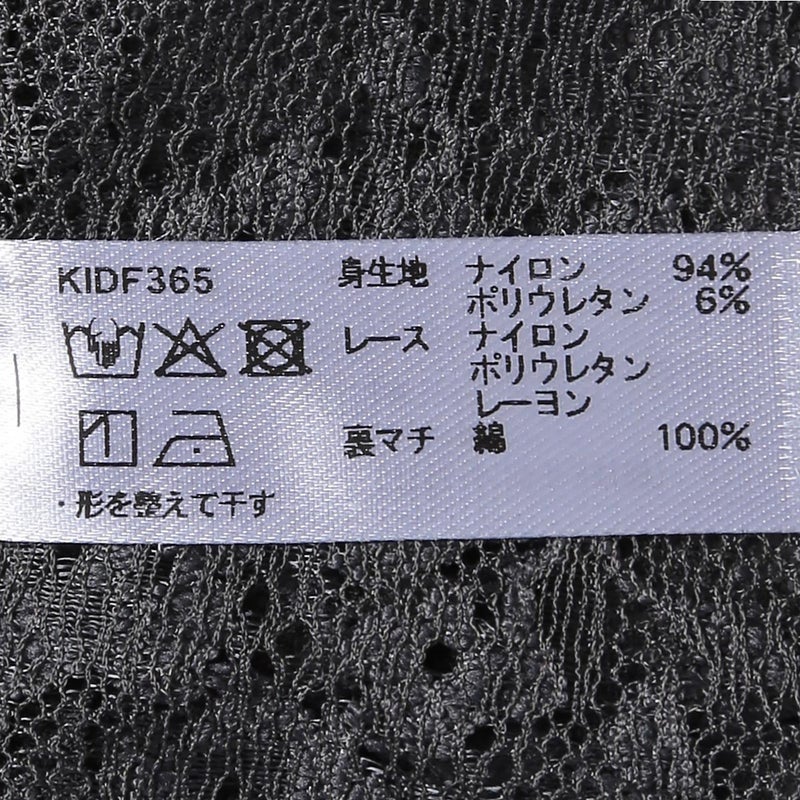 KIDF365
身生地 ナイロン 94%
ポリウレタン 6%
レース ナイロン
ポリウレタン
レーヨン
裏マチ 綿 100%
・形を整えて干す